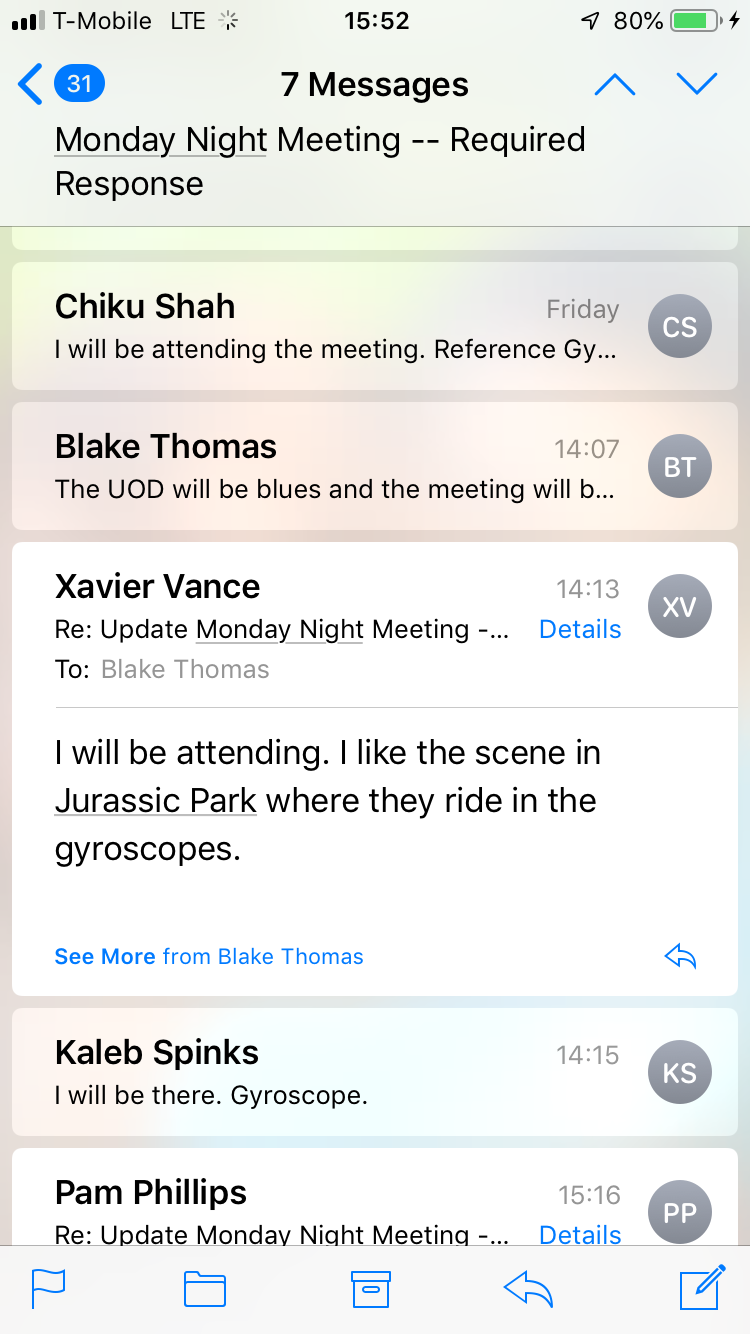 T-Mobile LTE 15:52 80%
31 7 Messages
Monday Night Meeting -- Required
Response
Chiku Shah Friday CS
I will be attending the meeting. Reference Gy...
Blake Thomas 14:07 BT
The UOD will be blues and the meeting will b...
Xavier Vance 14:13 XV
Re: Update Monday Night Meeting -... Details
To: Blake Thomas
I will be attending. I like the scene in
Jurassic Park where they ride in the
gyroscopes.
See More from Blake Thomas
Kaleb Spinks 14:15 KS
I will be there. Gyroscope.
Pam Phillips 15:16 PP
Re: Update Monday Night Meeting -... Details